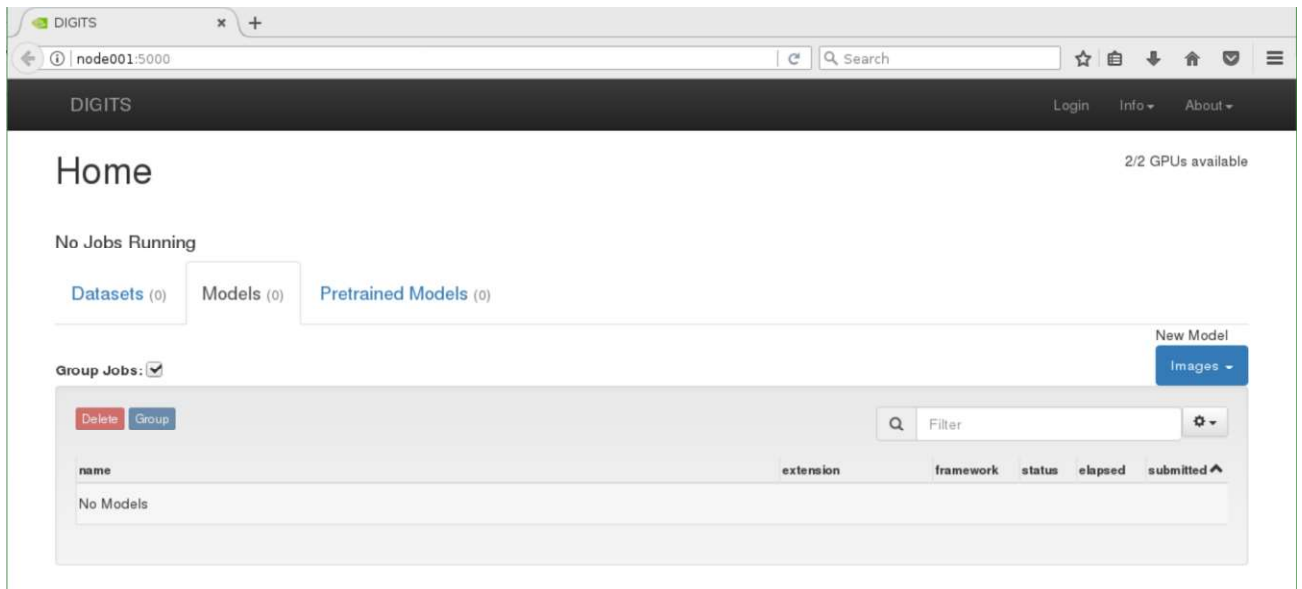 DIGITS
node001:5000
Search
DIGITS
Login Info About
Home
2/2 GPUs available
No Jobs Running
Datasets (0) Models (0) Pretrained Models (0)
New Model
Group Jobs:
Images
Delete Group
Filter
name extension framework status elapsed submitted
No Models